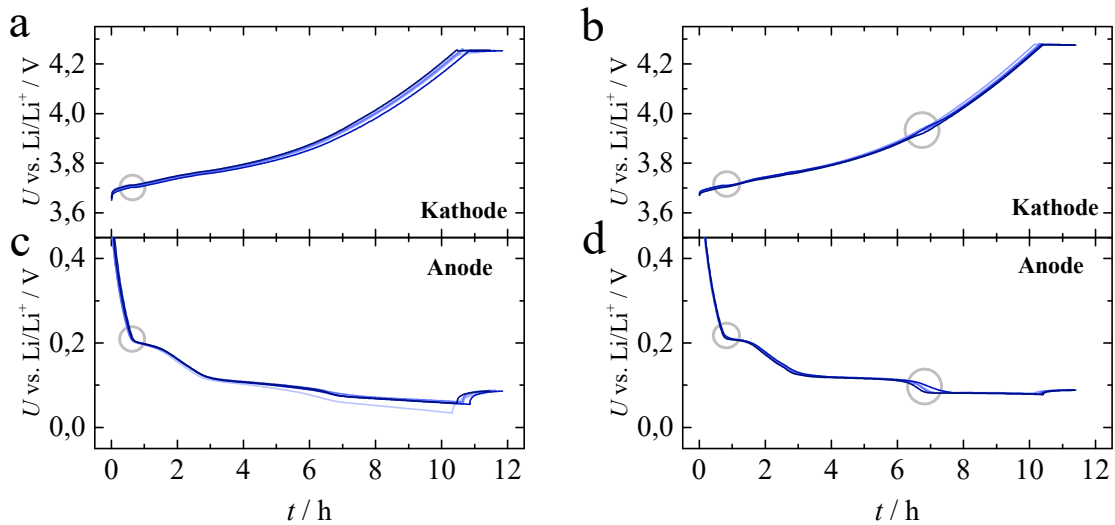 a
b
4,2
4,0
3,8
3,6
U vs. Li/Li⁺ / V
Kathode
4,2
4,0
3,8
3,6
U vs. Li/Li⁺ / V
Kathode
c
d
0,4
0,2
0,0
U vs. Li/Li⁺ / V
Anode
0 2 4 6 8 10 12
t / h
0,4
0,2
0,0
U vs. Li/Li⁺ / V
Anode
0 2 4 6 8 10 12
t / h